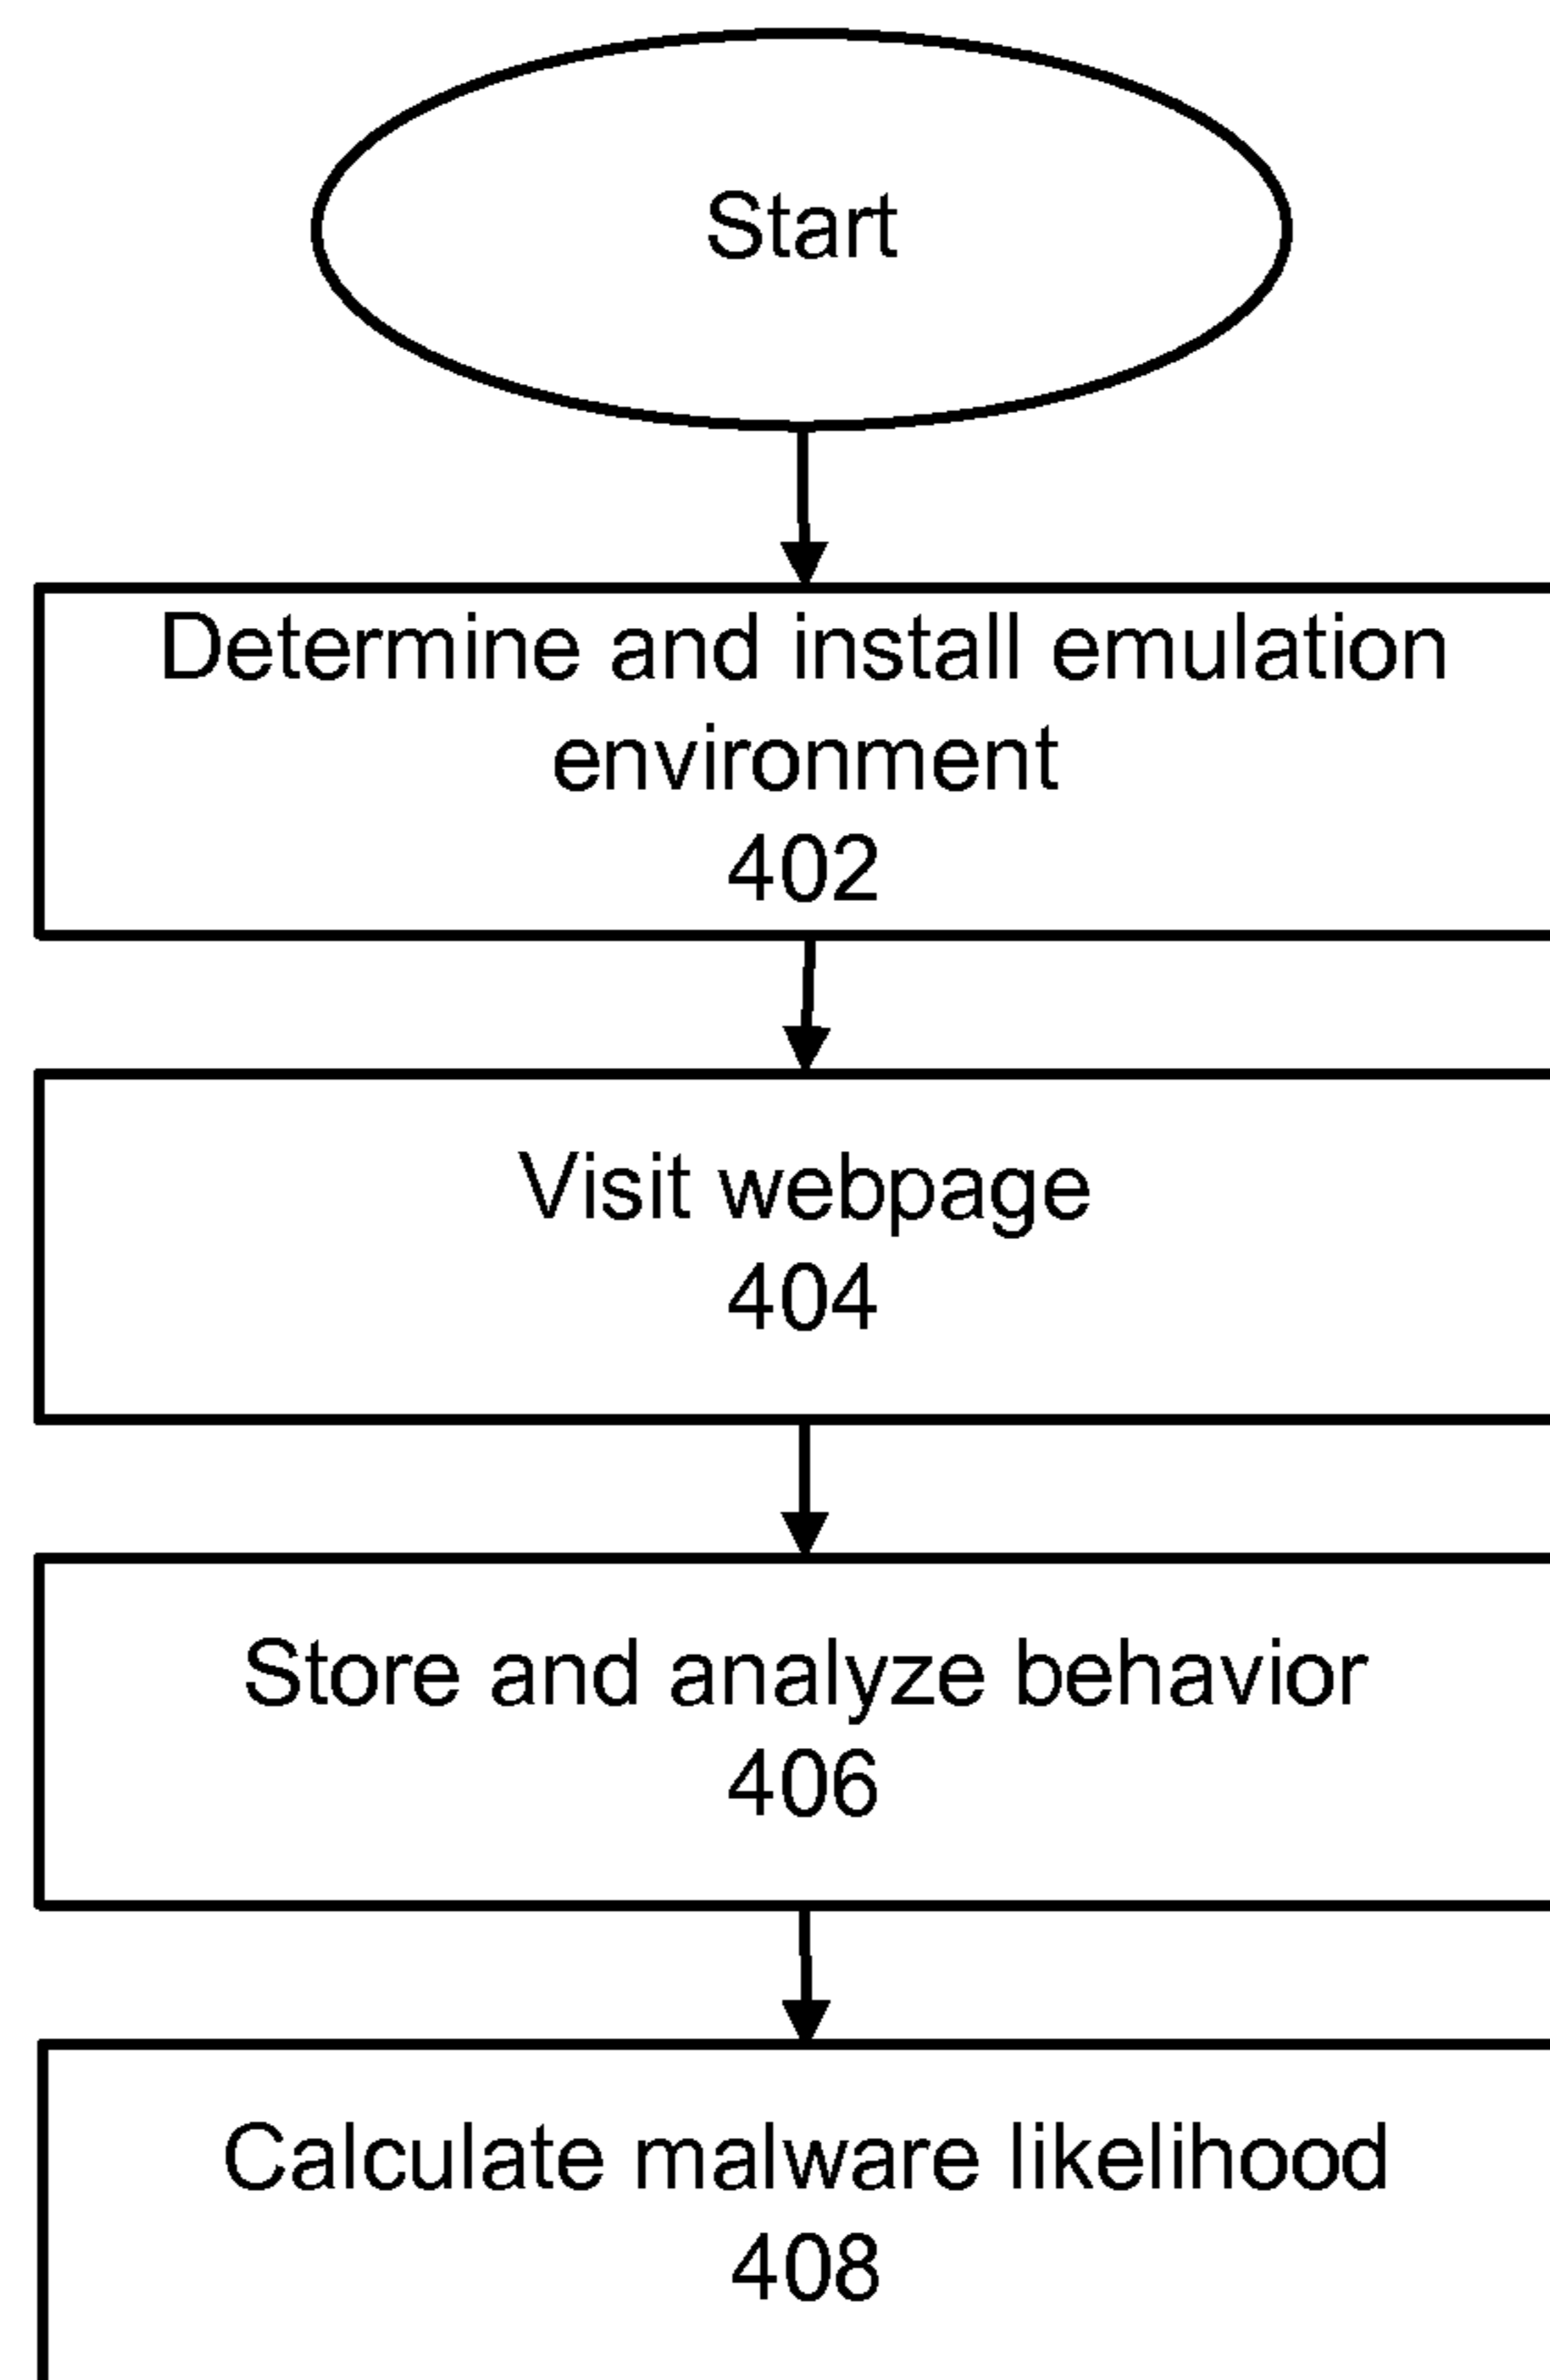 Start
Determine and install emulation
environment
402
Visit webpage
404
Store and analyze behavior
406
Calculate malware likelihood
408